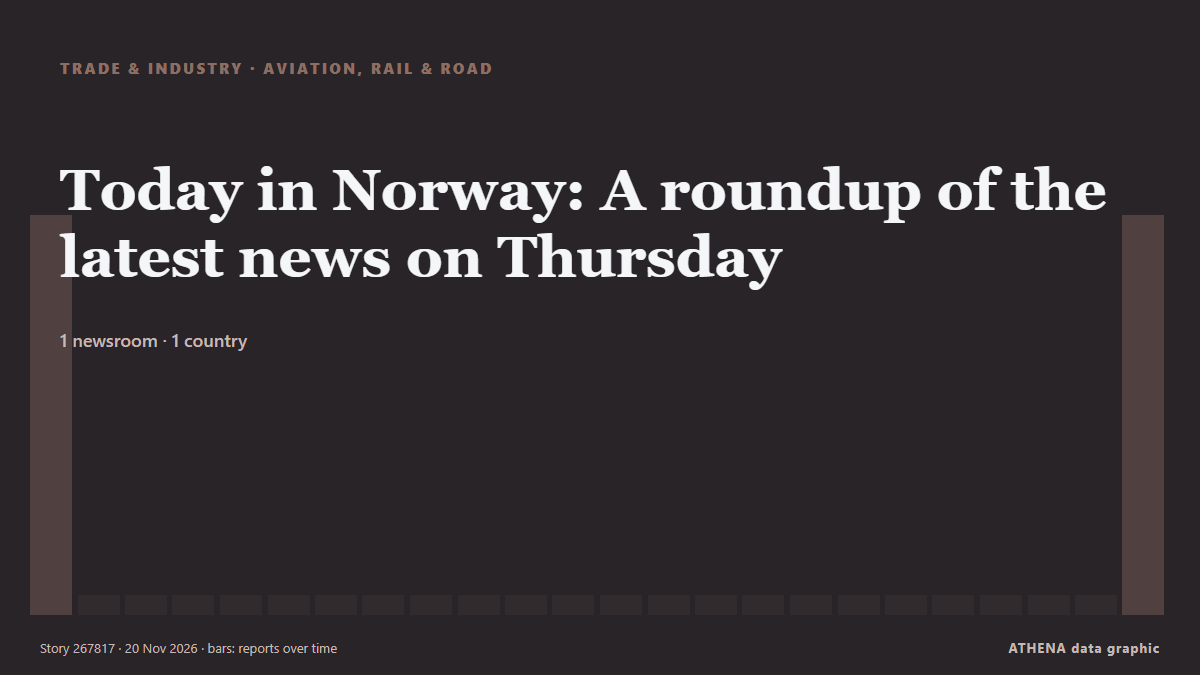 TRADE & INDUSTRY · AVIATION, RAIL & ROAD
Today in Norway: A roundup of the
latest news on Thursday
1 newsroom · 1 country
Story 267817 · 20 Nov 2026 · bars: reports over time
ATHENA data graphic